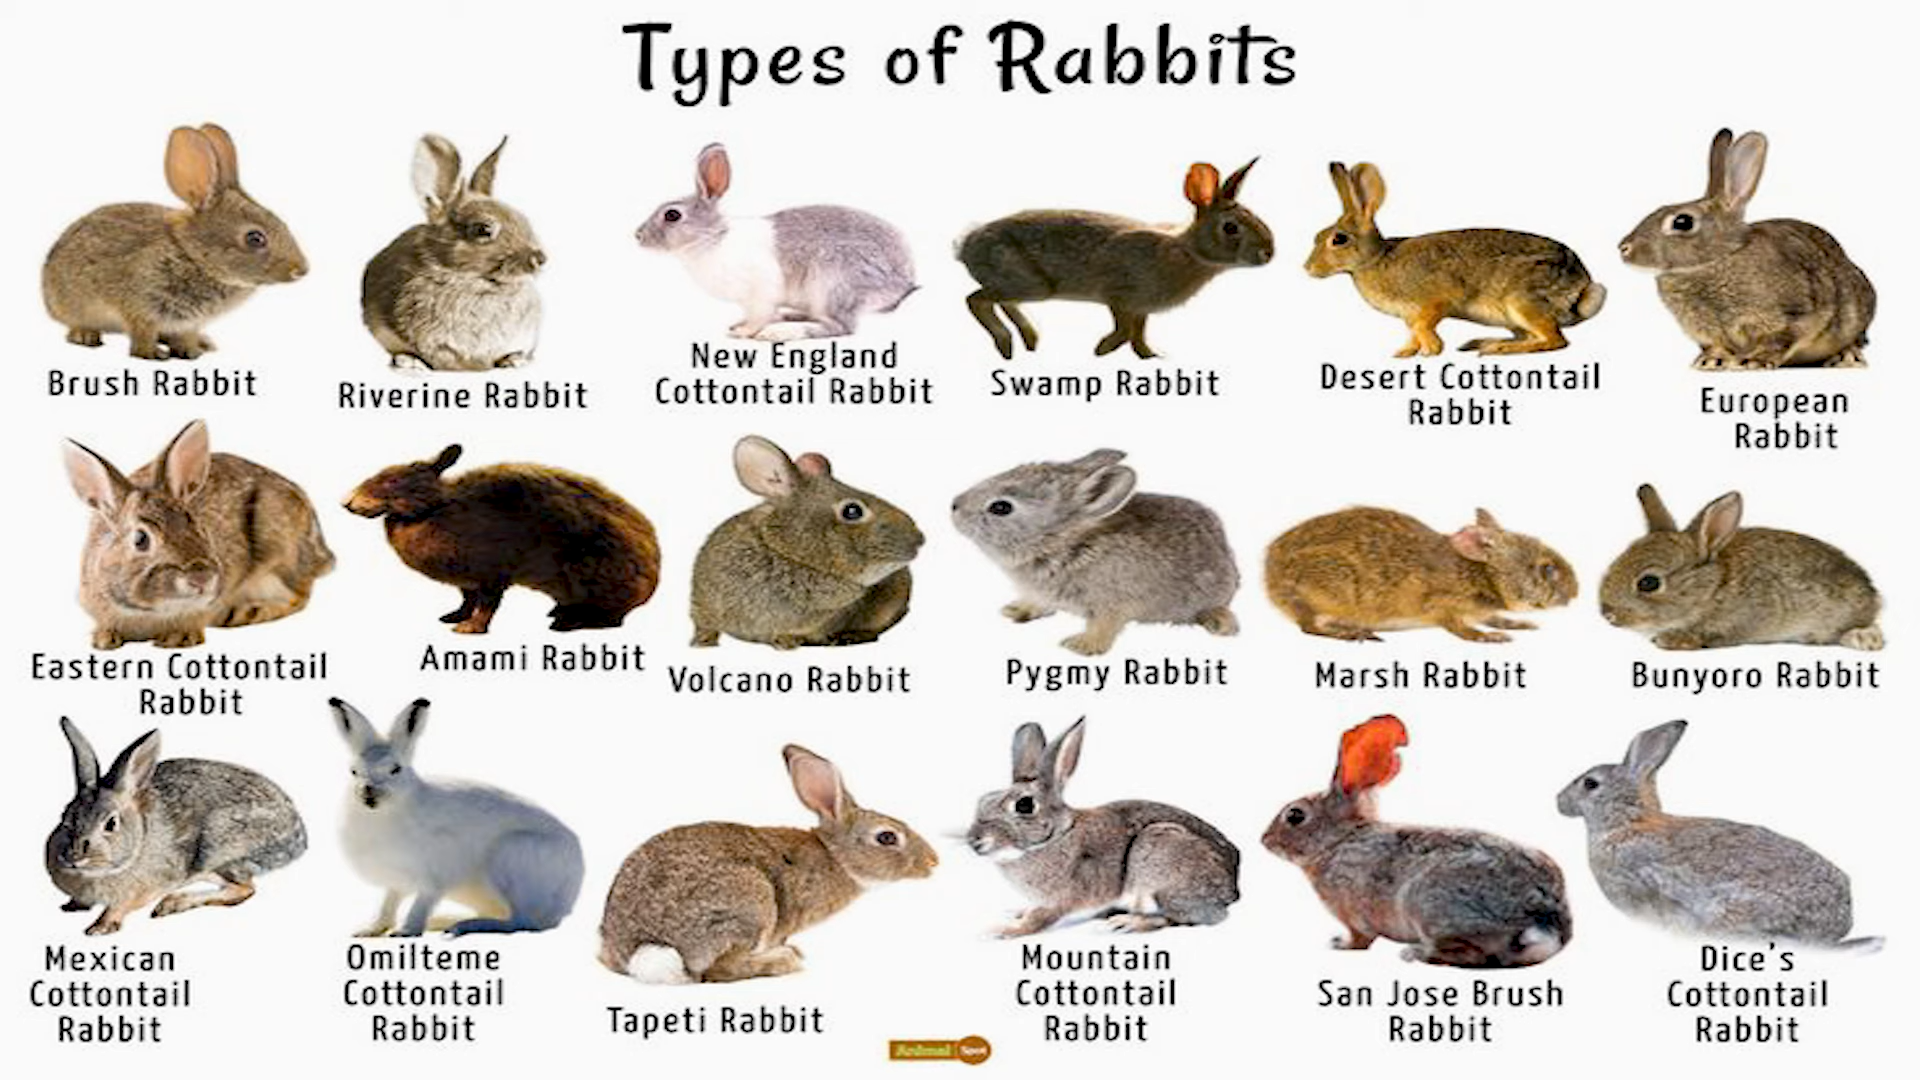 Types of Rabbits
Brush Rabbit
Riverine Rabbit
New England
Cottontail Rabbit
Swamp Rabbit
Desert Cottontail
Rabbit
European
Rabbit
Eastern Cottontail
Rabbit
Amami Rabbit
Volcano Rabbit
Pygmy Rabbit
Marsh Rabbit
Bunyoro Rabbit
Mexican
Cottontail
Rabbit
Omilteme
Cottontail
Rabbit
Tapeti Rabbit
Mountain
Cottontail
Rabbit
San Jose Brush
Rabbit
Dice's
Cottontail
Rabbit
Animal Spot